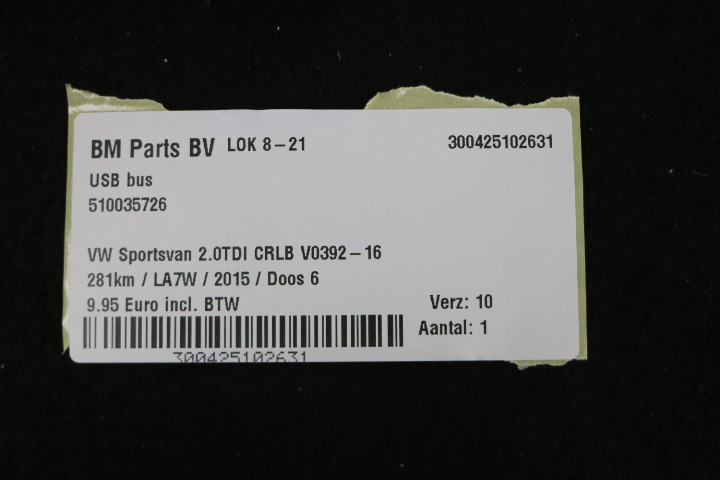 BM Parts BV LOK 8-21 300425102631
USB bus
510035726
VW Sportsvan 2.0TDI CRLB V0392-16
281km / LA7W / 2015 / Doos 6
9.95 Euro incl. BTW Verz: 10
Aantal: 1
300425102631